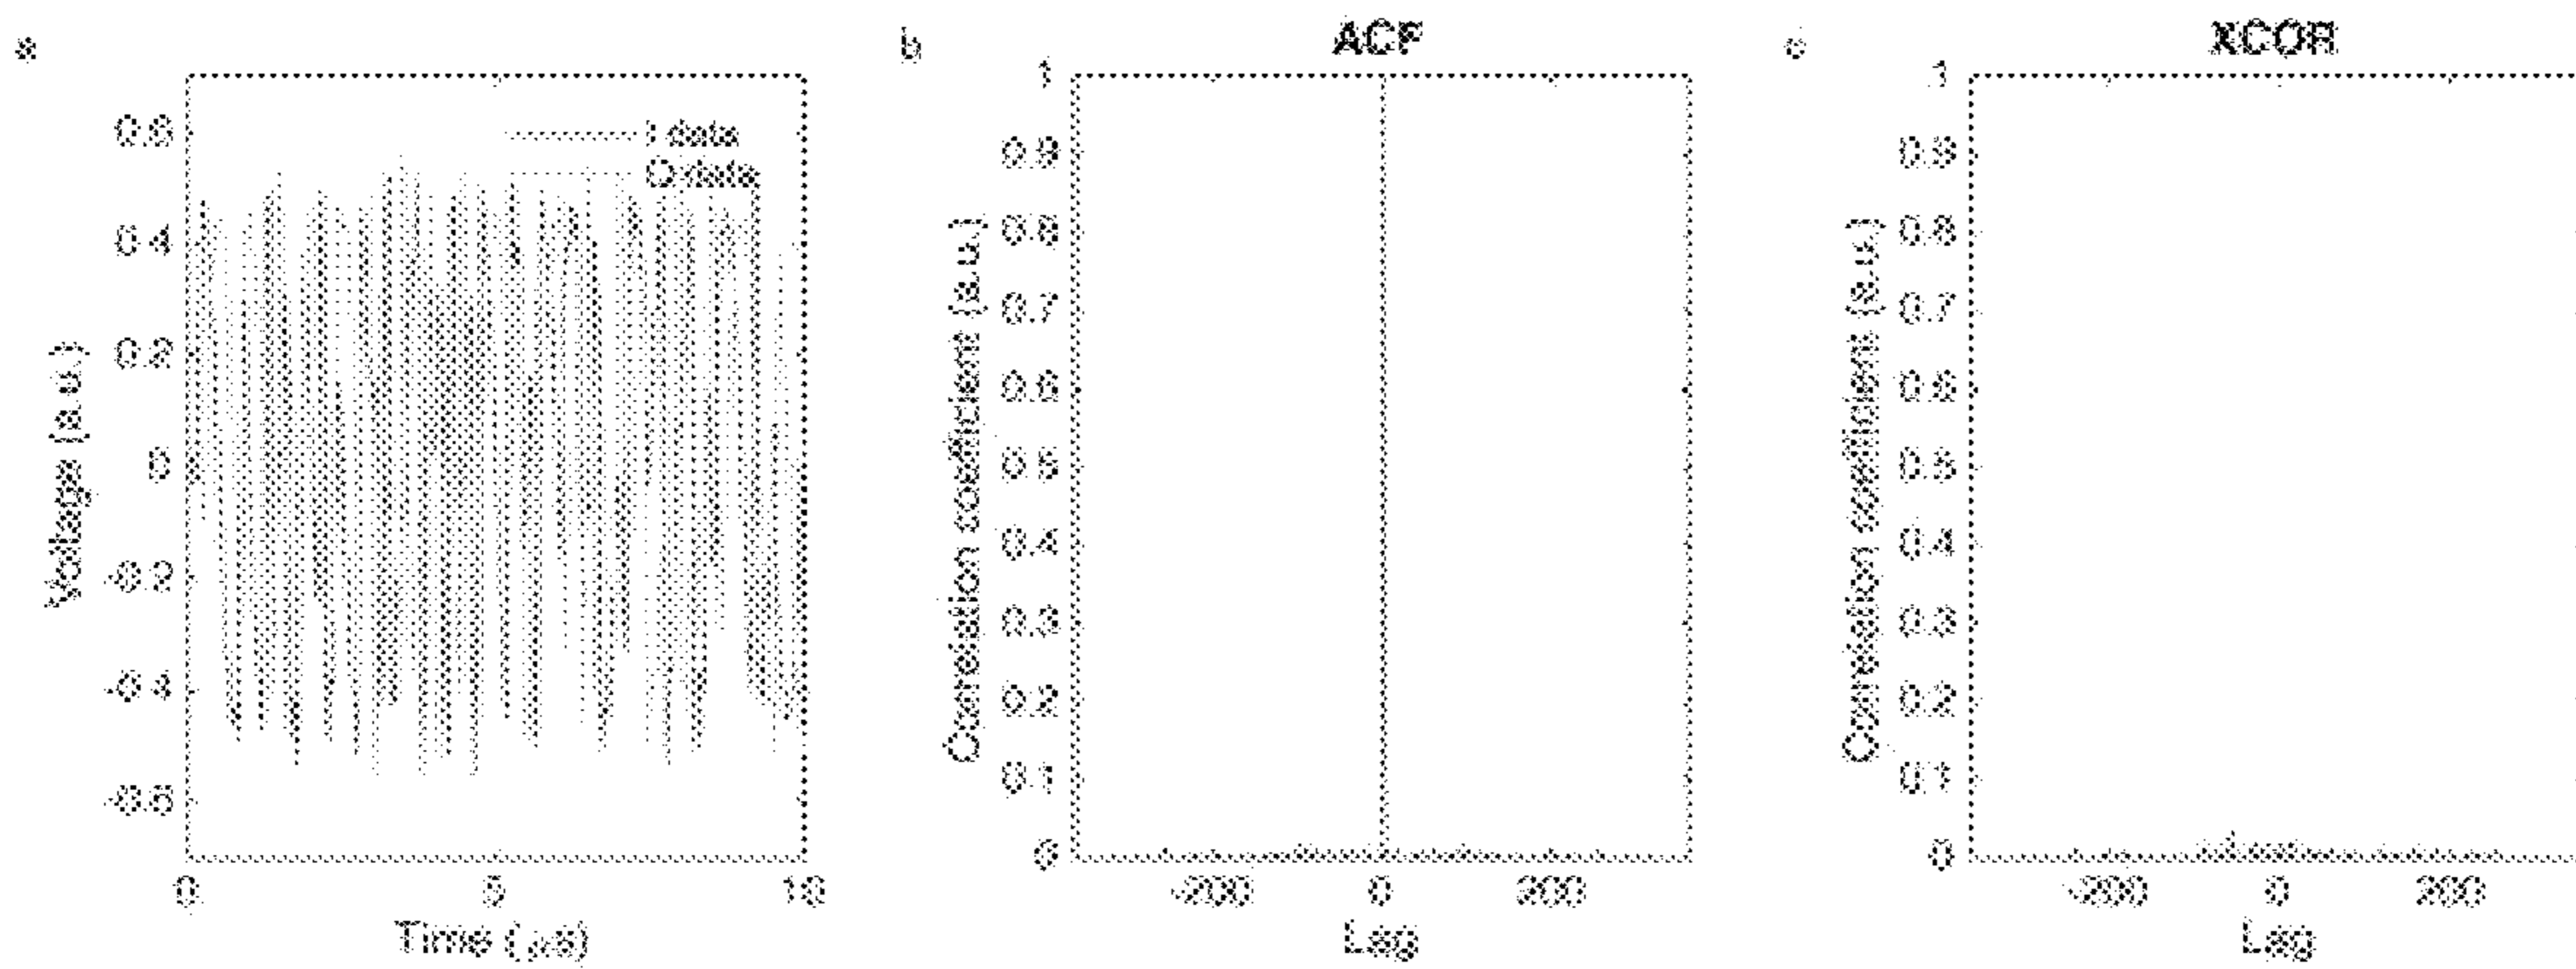 a
0.6
0.4
0.2
0
-0.2
-0.4
-0.6
Voltage [a.u.]
0
5
10
Time (μs)
I data
Q data
b
ACF
1
0.9
0.8
0.7
0.6
0.5
0.4
0.3
0.2
0.1
0
Correlation coefficient [a.u.]
-200
0
200
Lag
c
XCOR
1
0.9
0.8
0.7
0.6
0.5
0.4
0.3
0.2
0.1
0
Correlation coefficient [a.u.]
-200
0
200
Lag